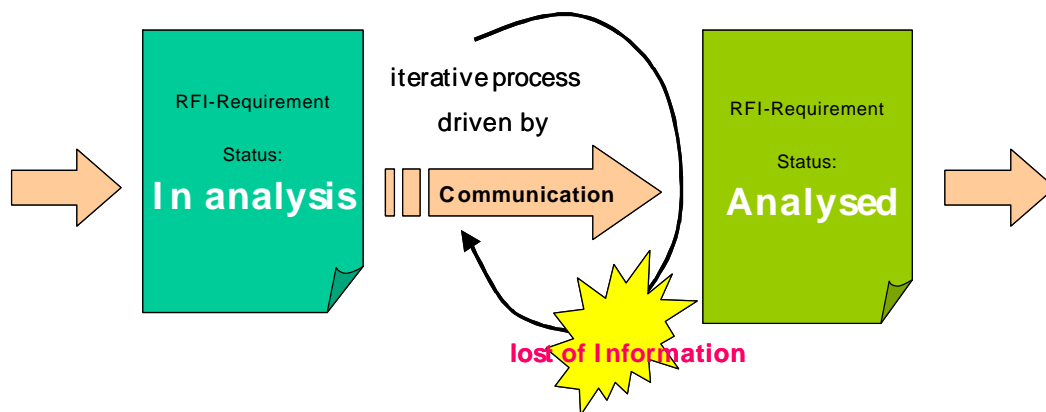 RFI-Requirement
Status:
In analysis
iterative process
driven by
Communication
lost of Information
RFI-Requirement
Status:
Analysed